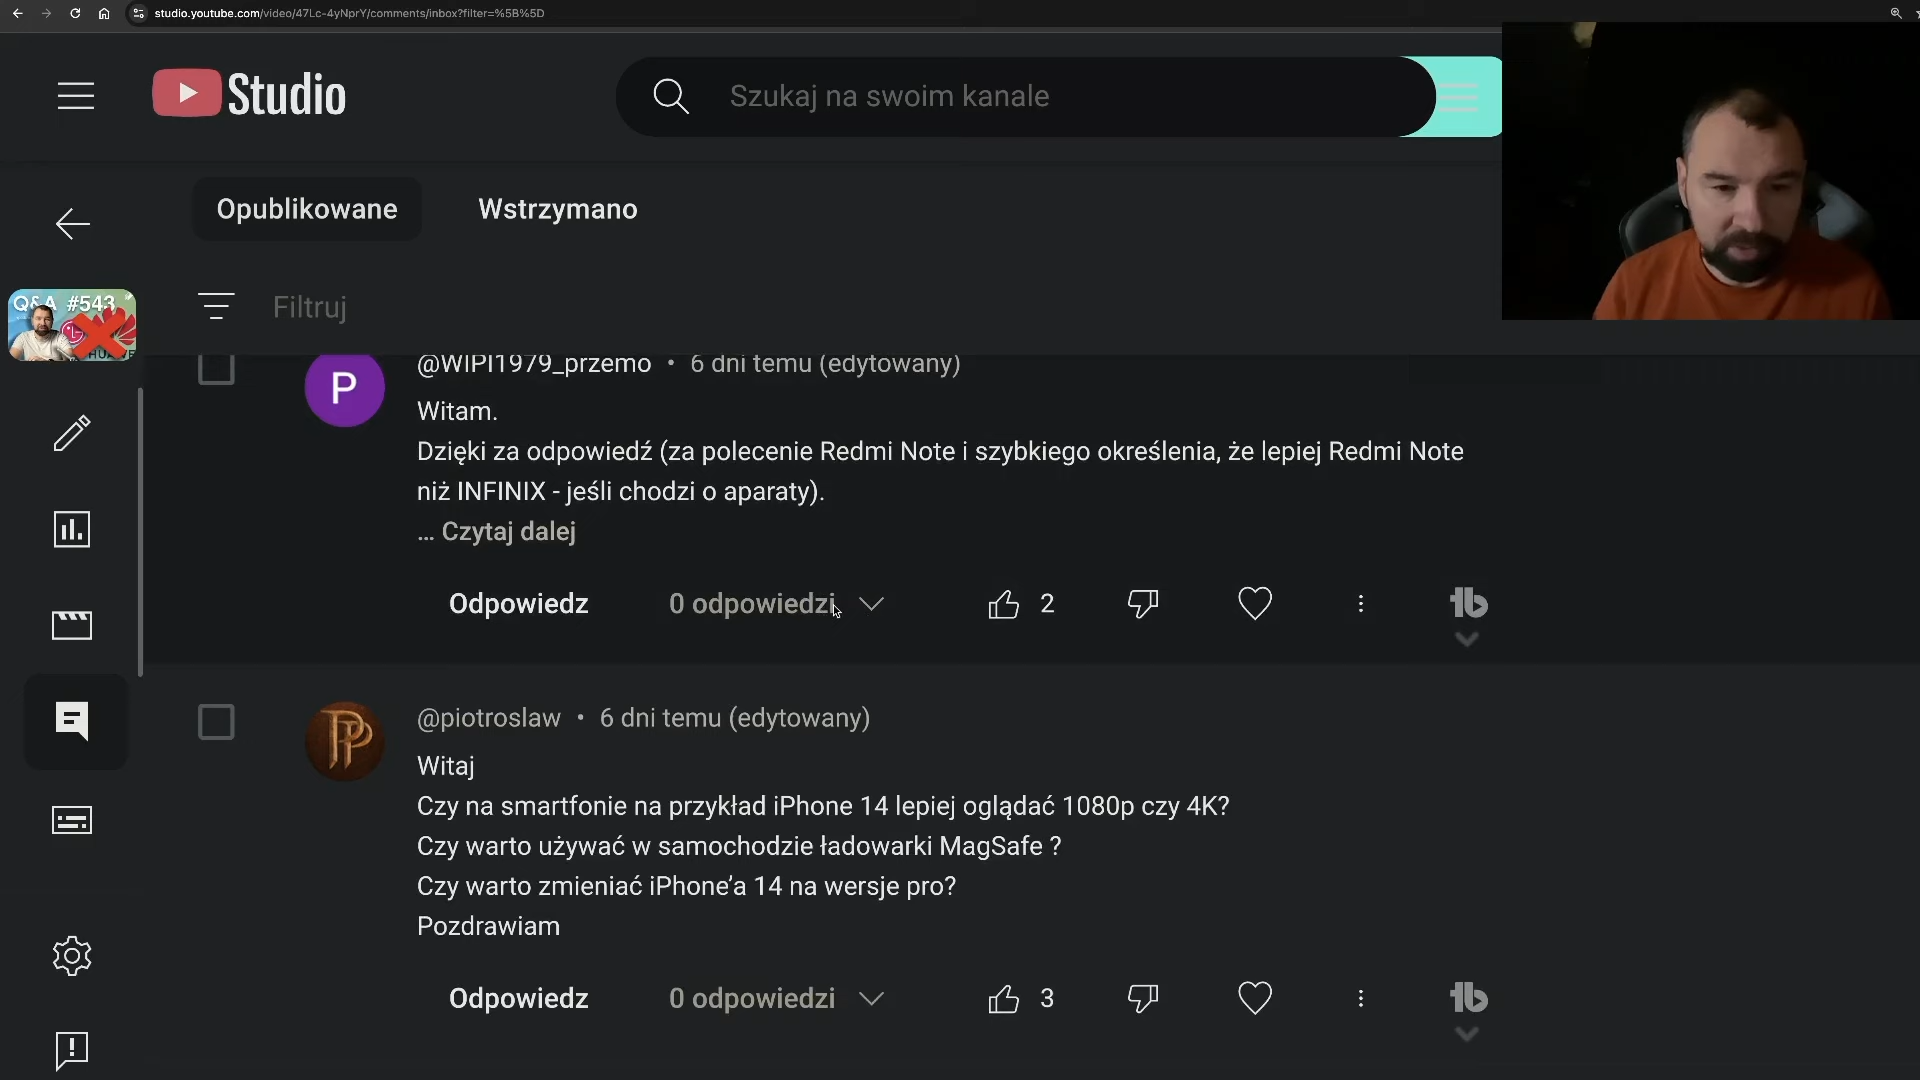 studio.youtube.com/video/47Lc-4yNprY/comments/inbox?filter=%5B%5D
Studio
Szukaj na swoim kanale
Opublikowane
Wstrzymano
Q&A #543
Filtruj
@WIPI1979_przemo • 6 dni temu (edytowany)
P
Witam.
Dzięki za odpowiedź (za polecenie Redmi Note i szybkiego określenia, że lepiej Redmi Note
niż INFINIX - jeśli chodzi o aparaty).
... Czytaj dalej
Odpowiedz
0 odpowiedzi
2
@piotroslaw • 6 dni temu (edytowany)
Witaj
Czy na smartfonie na przykład iPhone 14 lepiej oglądać 1080p czy 4K?
Czy warto używać w samochodzie ładowarki MagSafe ?
Czy warto zmieniać iPhone’a 14 na wersje pro?
Pozdrawiam
Odpowiedz
0 odpowiedzi
3